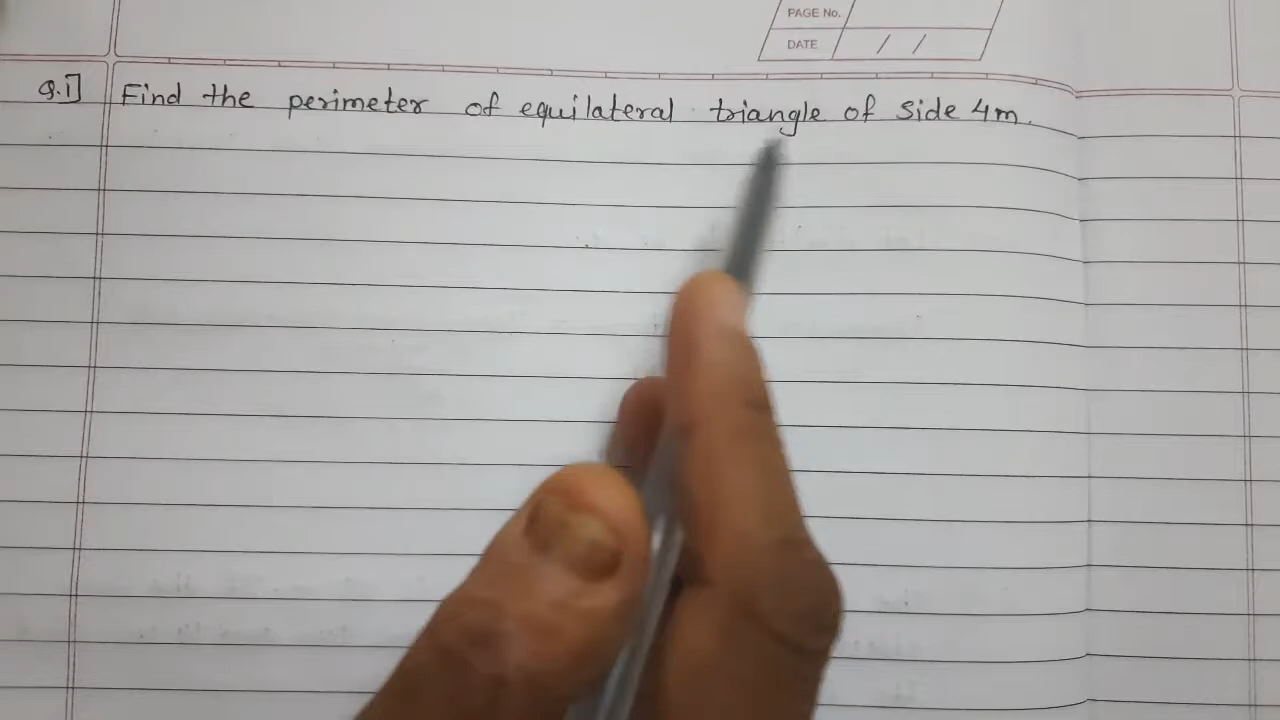 PAGE No.
DATE / /
Q.1] Find the perimeter of equilateral triangle of side 4m.